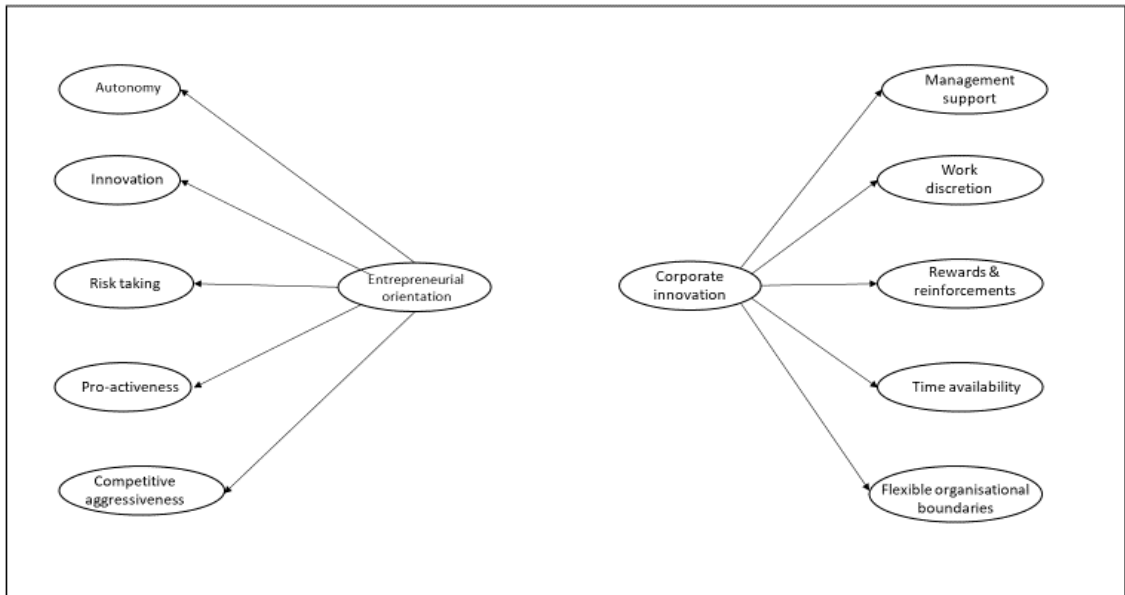 Autonomy
Innovation
Risk taking
Pro-activeness
Competitive
aggressiveness
Entrepreneurial
orientation
Corporate
innovation
Management
support
Work
discretion
Rewards &
reinforcements
Time availability
Flexible organisational
boundaries